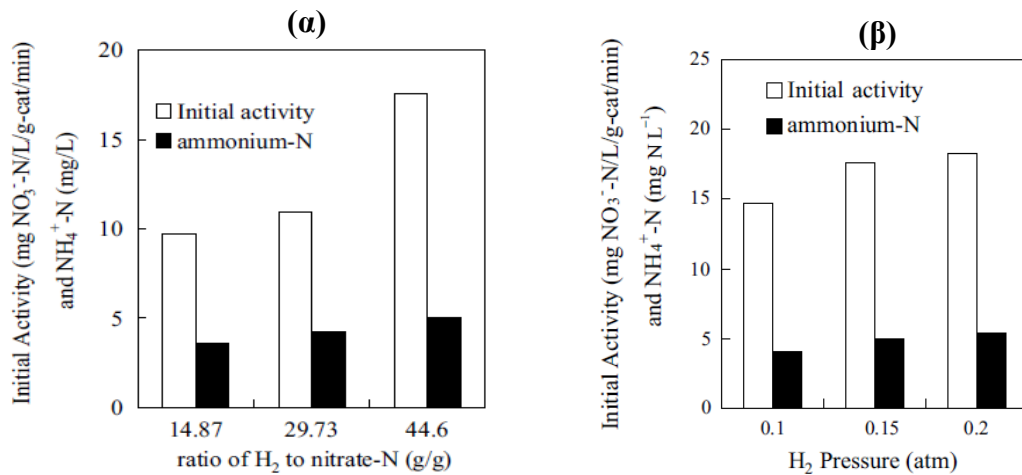 (α)
Initial Activity (mg NO₃⁻-N/L/g-cat/min)
and NH₄⁺-N (mg/L)
20
15
10
5
0
Initial activity
ammonium-N
14.87 29.73 44.6
ratio of H₂ to nitrate-N (g/g)
(β)
Initial Activity (mg NO₃⁻-N/L/g-cat/min)
and NH₄⁺-N (mg N L⁻¹)
25
20
15
10
5
0
Initial activity
ammonium-N
0.1 0.15 0.2
H₂ Pressure (atm)